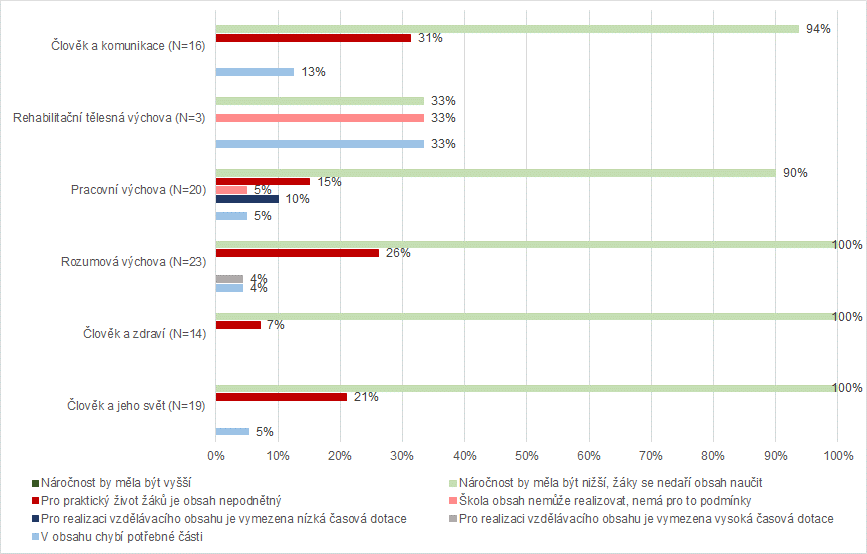 Člověk a komunikace (N=16)
94%
31%
13%
Rehabilitační tělesná výchova (N=3)
33%
33%
33%
Pracovní výchova (N=20)
90%
15%
5%
10%
5%
Rozumová výchova (N=23)
100%
26%
4%
4%
Člověk a zdraví (N=14)
100%
7%
Člověk a jeho svět (N=19)
100%
21%
5%
0% 10% 20% 30% 40% 50% 60% 70% 80% 90% 100%
Náročnost by měla být vyšší
Náročnost by měla být nižší, žáky se nedaří obsah naučit
Pro praktický život žáků je obsah nepodnětný
Škola obsah nemůže realizovat, nemá pro to podmínky
Pro realizaci vzdělávacího obsahu je vymezena nízká časová dotace
Pro realizaci vzdělávacího obsahu je vymezena vysoká časová dotace
V obsahu chybí potřebné části